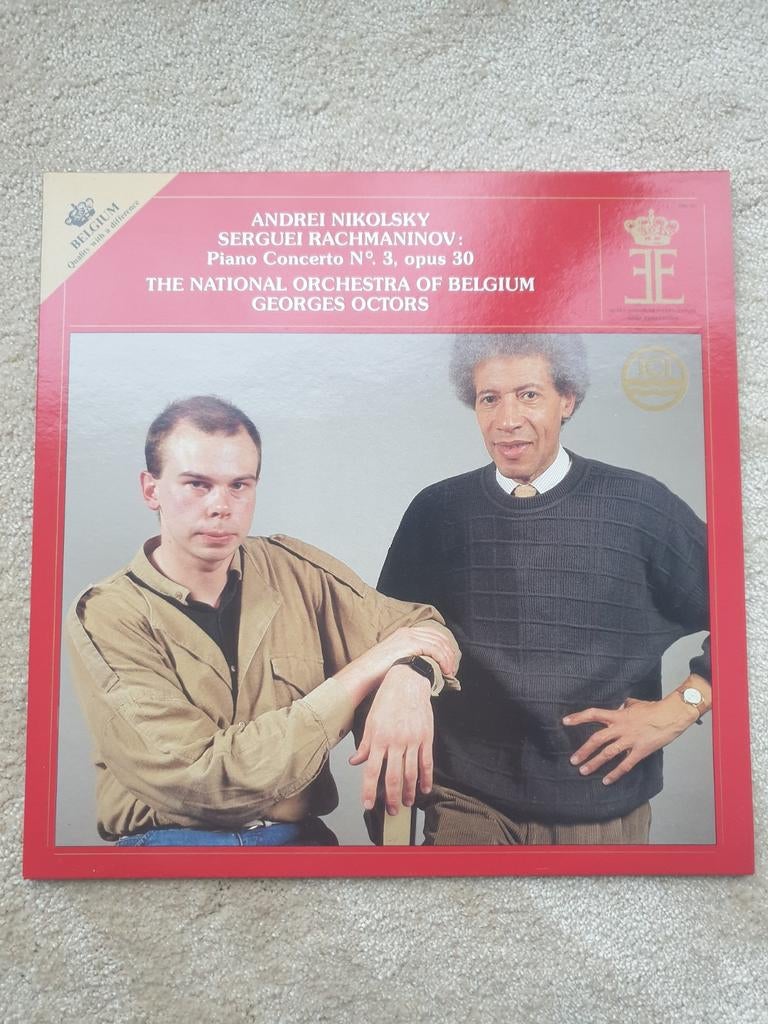 BELGIUM
Quality with a difference
ANDREI NIKOLSKY
SERGUEI RACHMANINOV:
Piano Concerto Nº. 3, opus 30
THE NATIONAL ORCHESTRA OF BELGIUM
GEORGES OCTORS